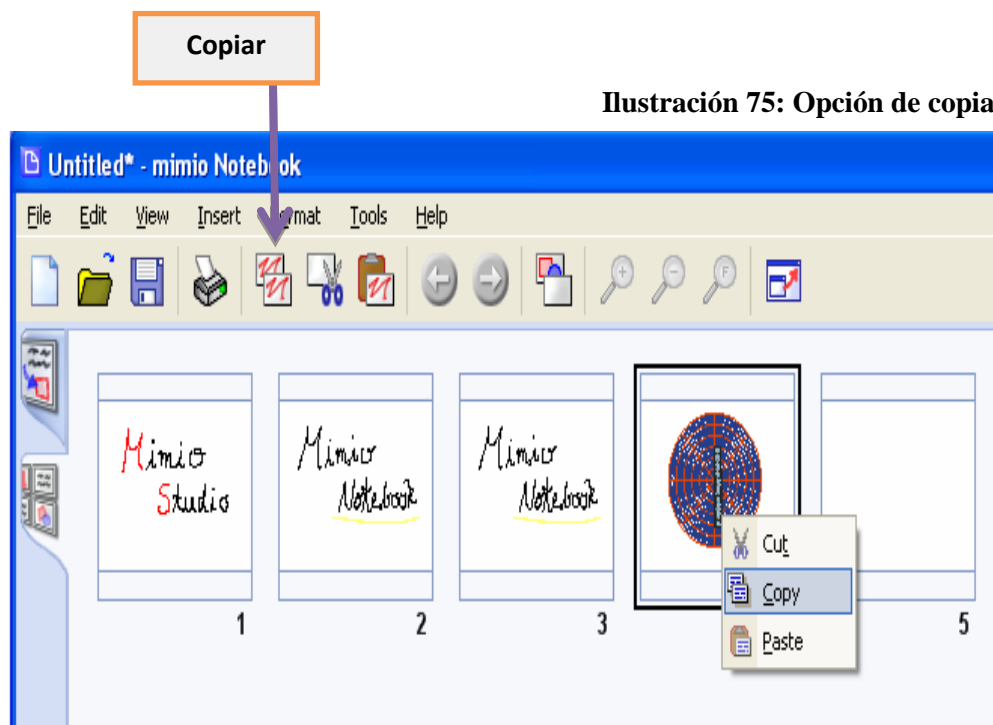 Copiar
Ilustración 75: Opción de copia
Untitled* - mimio Notebook
File Edit View Insert Tools Help
Mimio
Studio
Mimio
Notebook
Mimio
Notebook
Cut
Copy
Paste
1 2 3 5